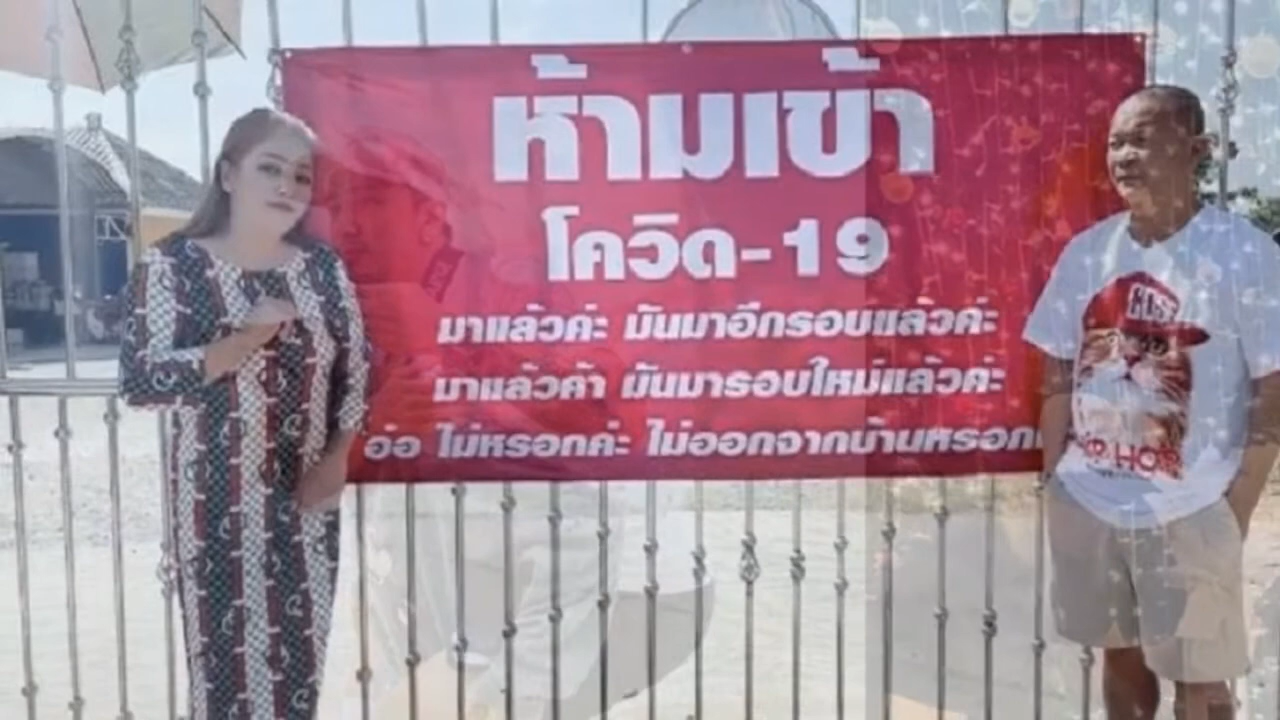 ห้ามเข้า
โควิด-19
มาแล้วค่ะ มันมาอีกรอบแล้วค่ะ
มาแล้วค้า มันมารอบใหม่แล้วค่ะ
อ๋อ ไม่หรอกค่ะ ไม่ออกจากบ้านหรอก